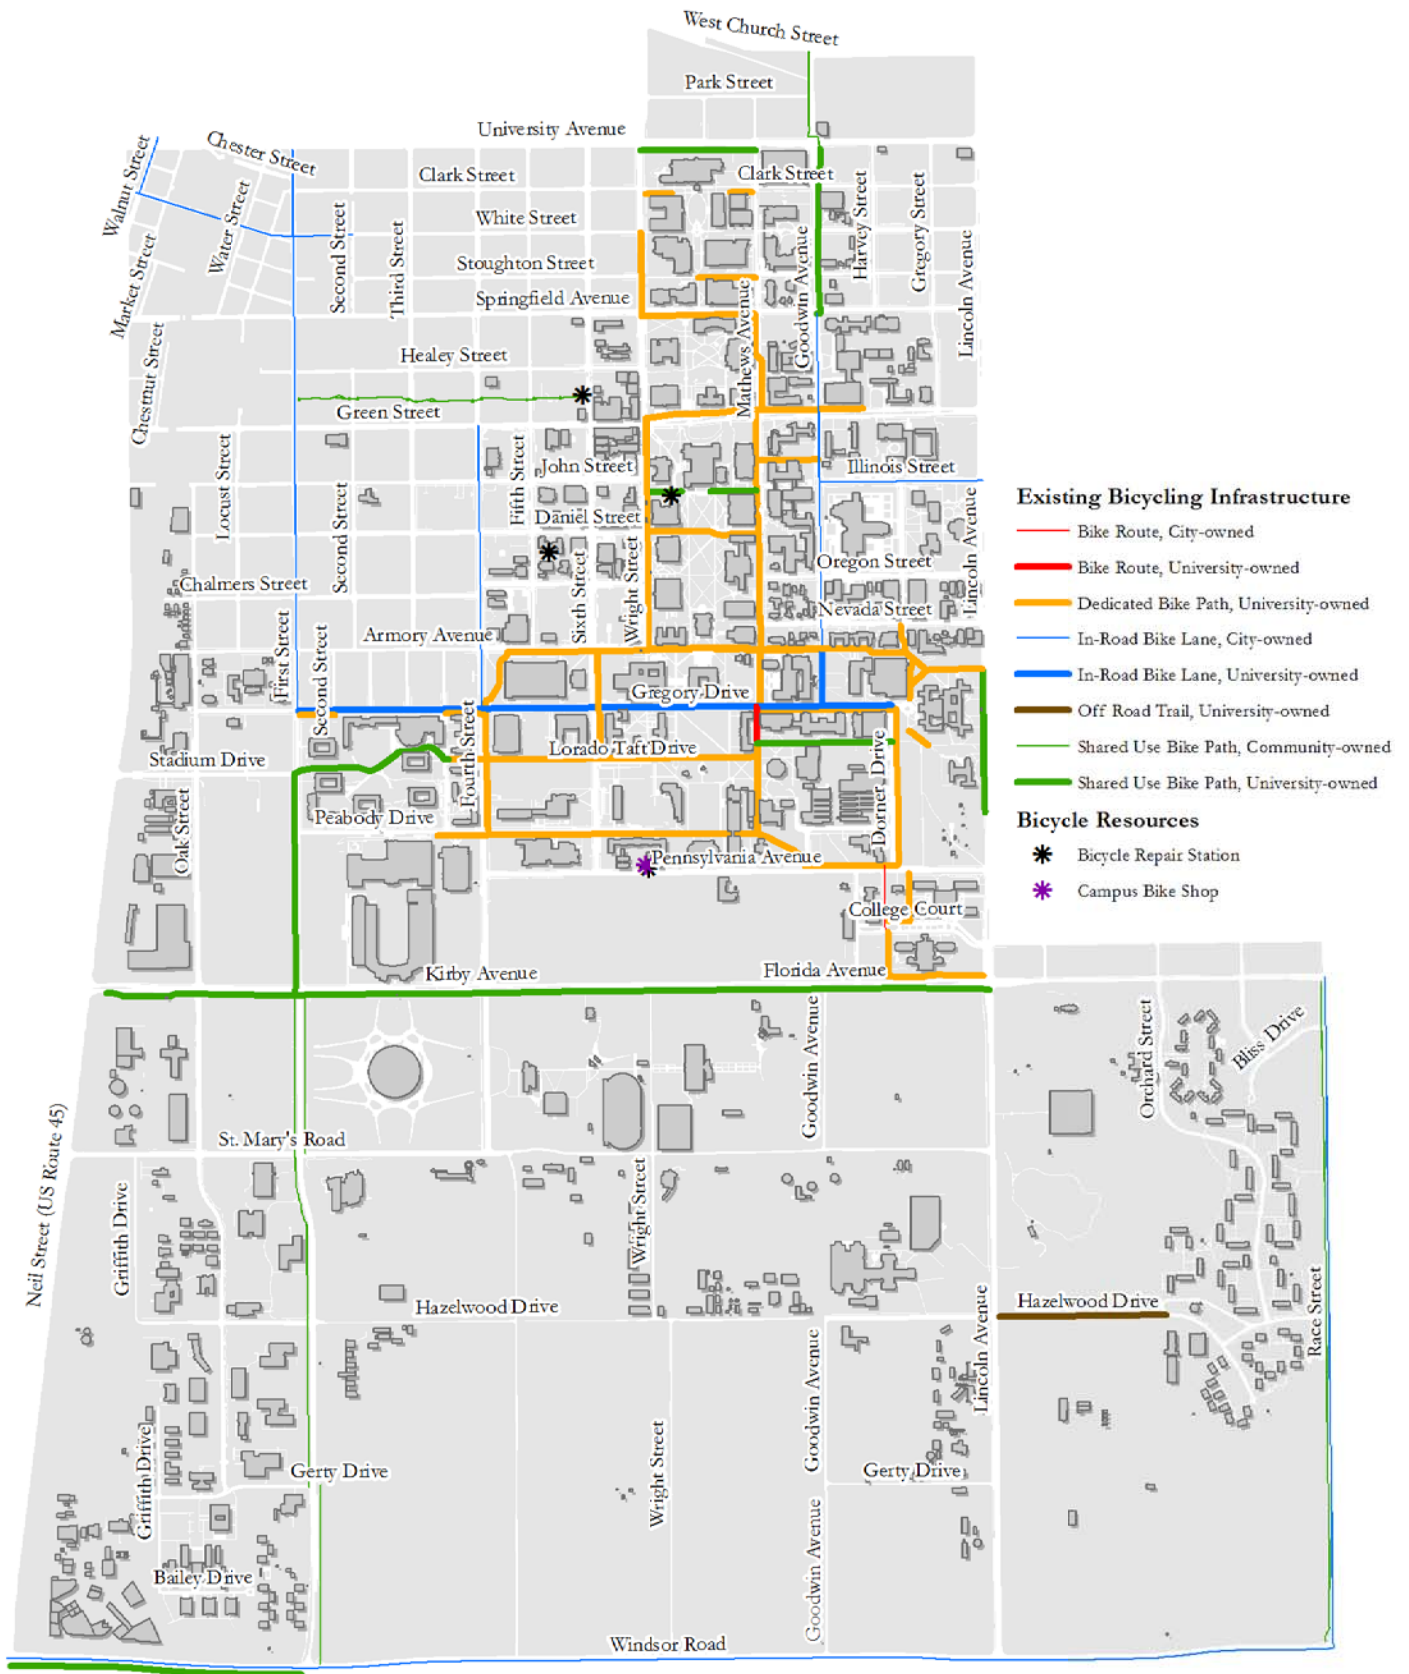 West Church Street
Park Street
University Avenue
Chester Street
Walnut Street
Clark Street
Clark Street
Water Street
White Street
Second Street
Third Street
Harvey Street
Gregory Street
Market Street
Stoughton Street
Goodwin Avenue
Lincoln Avenue
Springfield Avenue
Mathews Avenue
Healey Street
Chestnut Street
Green Street
Locust Street
Second Street
Fifth Street
John Street
Illinois Street
Daniel Street
Lincoln Avenue
Sixth Street
Wright Street
Oregon Street
Chalmers Street
Nevada Street
First Street
Second Street
Armory Avenue
Gregory Drive
Fourth Street
Stadium Drive
Lorado Taft Drive
Dorner Drive
Oak Street
Peabody Drive
Pennsylvania Avenue
College Court
Kirby Avenue
Florida Avenue
Existing Bicycling Infrastructure
Bike Route, City-owned
Bike Route, University-owned
Dedicated Bike Path, University-owned
In-Road Bike Lane, City-owned
In-Road Bike Lane, University-owned
Off Road Trail, University-owned
Shared Use Bike Path, Community-owned
Shared Use Bike Path, University-owned
Bicycle Resources
Bicycle Repair Station
Campus Bike Shop
Goodwin Avenue
Orchard Street
Bliss Drive
Neil Street (US Route 45)
St. Mary's Road
Griffith Drive
Wright Street
Hazelwood Drive
Hazelwood Drive
Lincoln Avenue
Race Street
Goodwin Avenue
Griffith Drive
Gerty Drive
Wright Street
Gerty Drive
Goodwin Avenue
Bailey Drive
Windsor Road